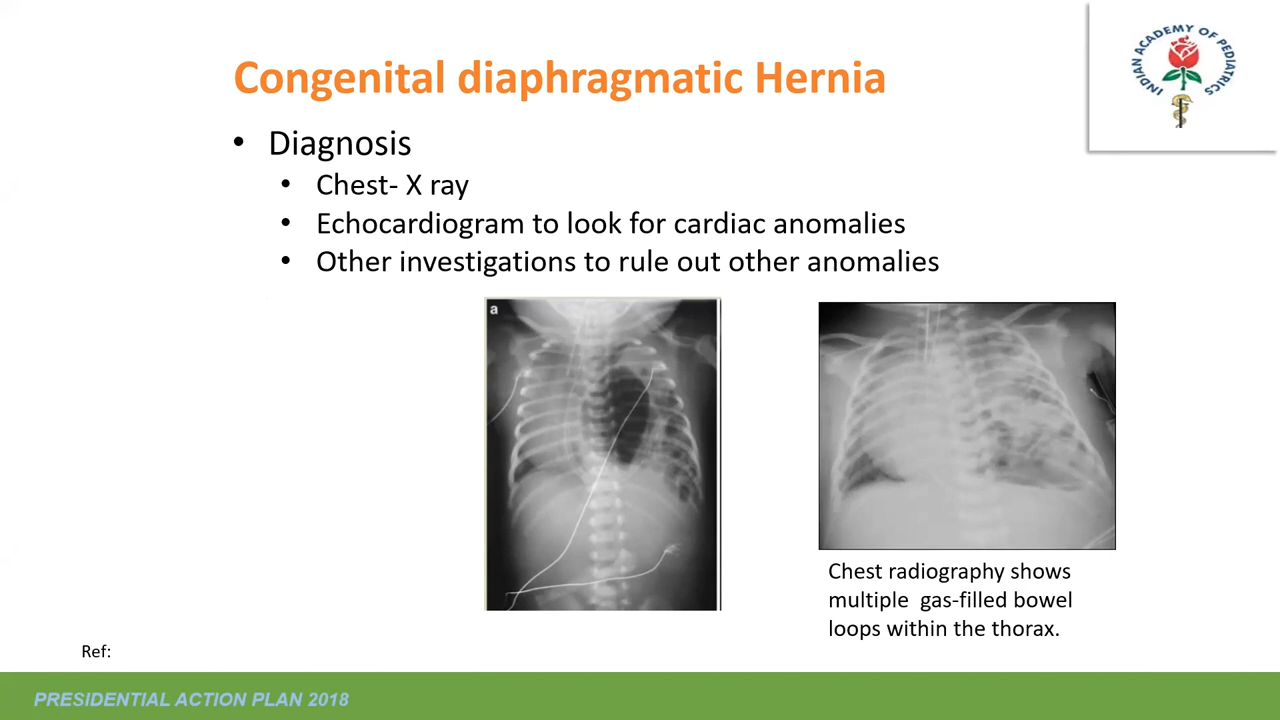 Congenital diaphragmatic Hernia
INDIAN ACADEMY OF PEDIATRICS
• Diagnosis
• Chest- X ray
• Echocardiogram to look for cardiac anomalies
• Other investigations to rule out other anomalies
a
Chest radiography shows
multiple gas-filled bowel
loops within the thorax.
Ref:
PRESIDENTIAL ACTION PLAN 2018